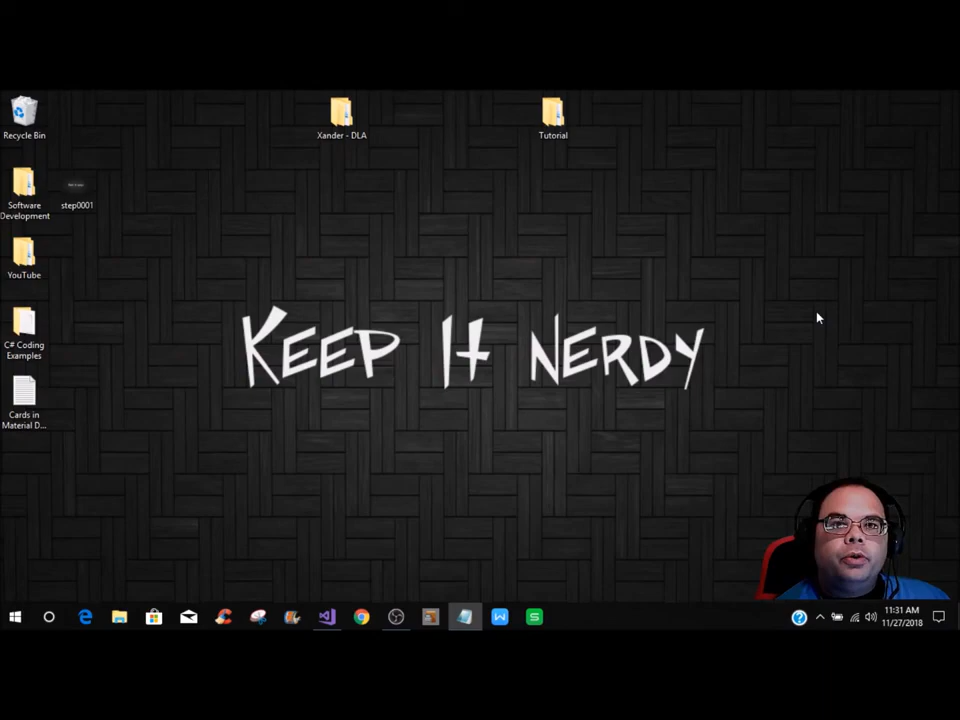 Recycle Bin
Xander - DLA
Tutorial
Software
Development
step0001
YouTube
C# Coding
Examples
Cards in
Material D...
Keep It Nerdy
11:31 AM
11/27/2018